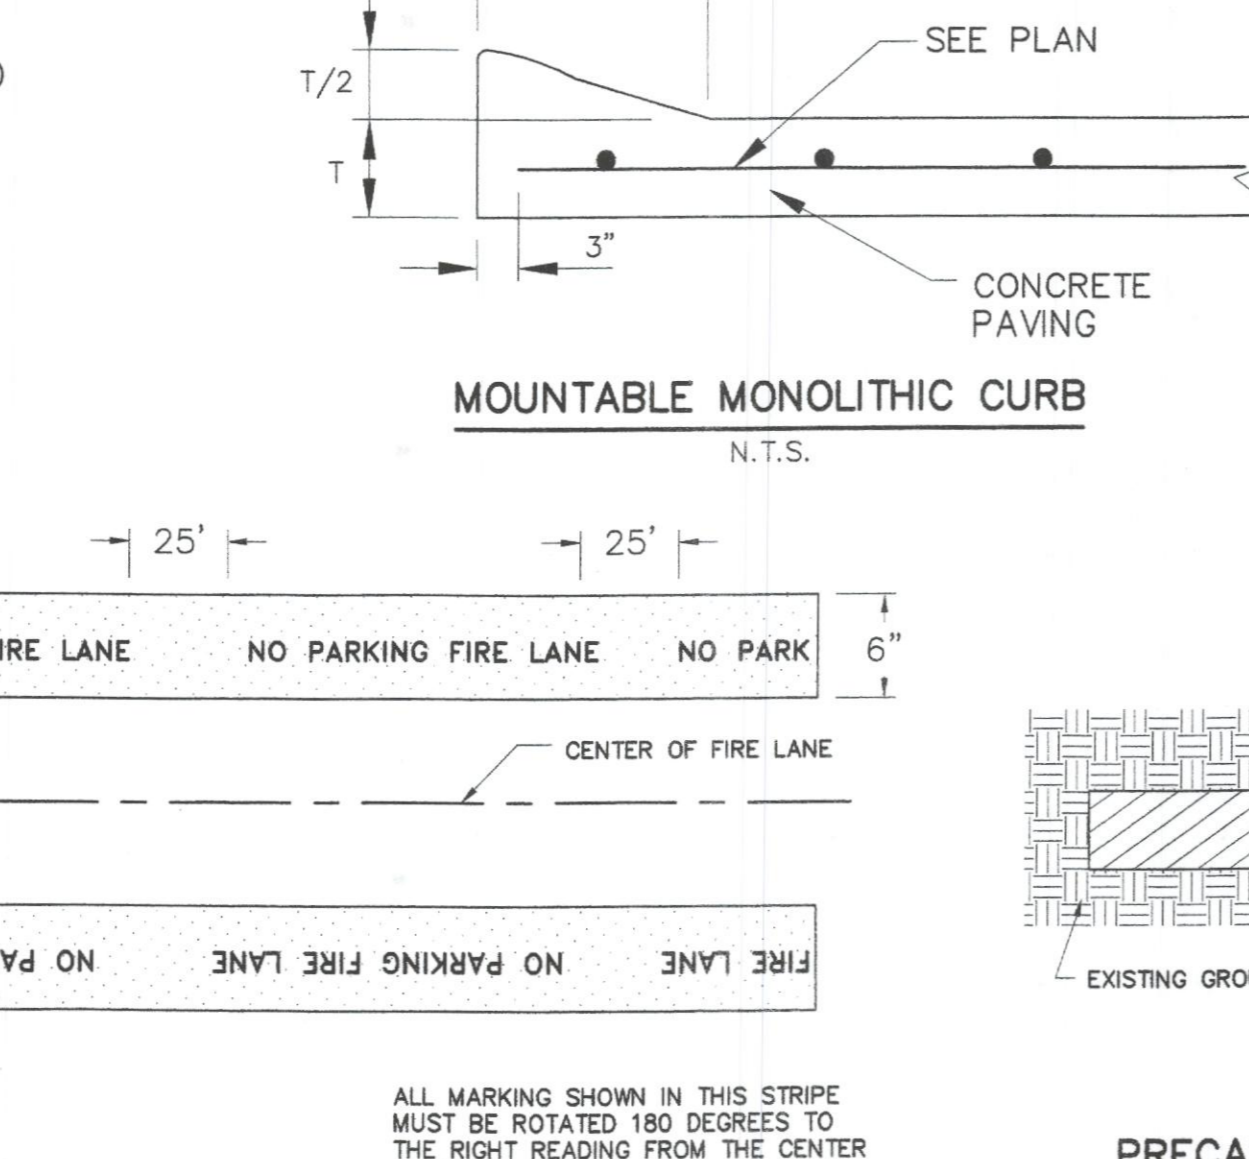 )
SEE PLAN
T/2
T
3"
CONCRETE
PAVING
MOUNTABLE MONOLITHIC CURB
N.T.S.
25' 25'
IRE LANE NO PARKING FIRE LANE NO PARK
6"
CENTER OF FIRE LANE
FIRE LANE NO PARKING FIRE LANE NO PA
EXISTING GROU
ALL MARKING SHOWN IN THIS STRIPE
MUST BE ROTATED 180 DEGREES TO
THE RIGHT READING FROM THE CENTER
PRECA